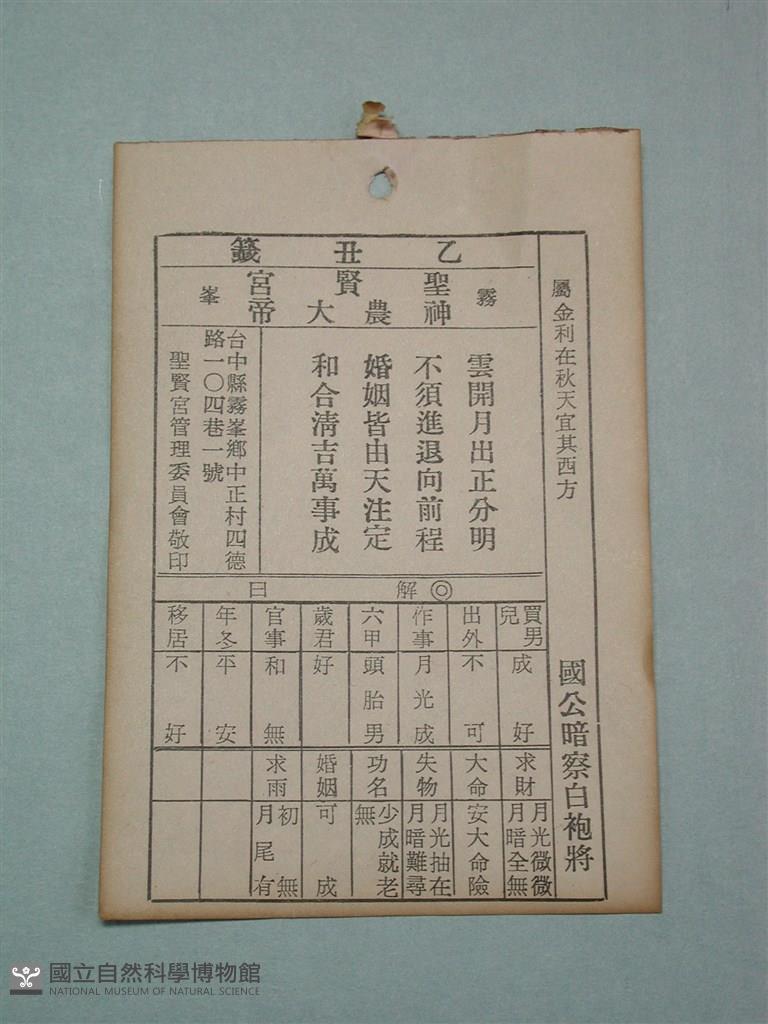 屬金利在秋天宜其西方
國公暗察白袍將
乙丑籤
霧峯
聖賢宮
神農大帝
雲開月出正分明
不須進退向前程
婚姻皆由天注定
和合清吉萬事成
台中縣霧峯鄉中正村四德
路一〇四巷一號
聖賢宮管理委員會敬印
◎解曰
買男兒 成好
出外 不可
作事 月光成
六甲 頭胎男
歲君 好
官事 和無
年冬 平安
移居 不好
求財 月光微微月暗全無
大命 安大命險
失物 月光抽在月暗難尋
功名 少成就老無
婚姻 可成
求雨 初無月尾有
國立自然科學博物館
NATIONAL MUSEUM OF NATURAL SCIENCE